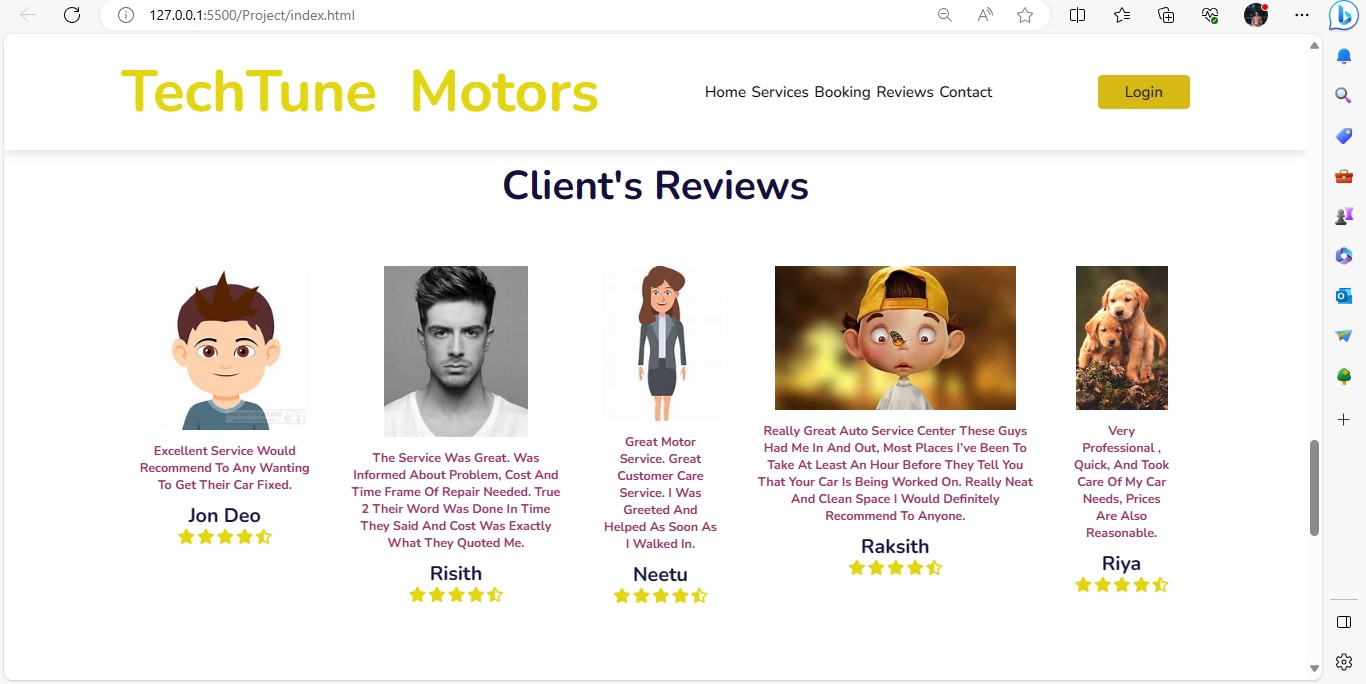 127.0.0.1:5500/Project/index.html
TechTune Motors
Home Services Booking Reviews Contact
Login
Client's Reviews
Excellent Service Would
Recommend To Any Wanting
To Get Their Car Fixed.
Jon Deo
The Service Was Great. Was
Informed About Problem, Cost And
Time Frame Of Repair Needed. True
2 Their Word Was Done In Time
They Said And Cost Was Exactly
What They Quoted Me.
Risith
Great Motor
Service. Great
Customer Care
Service. I Was
Greeted And
Helped As Soon As
I Walked In.
Neetu
Really Great Auto Service Center These Guys
Had Me In And Out, Most Places I've Been To
Take At Least An Hour Before They Tell You
That Your Car Is Being Worked On. Really Neat
And Clean Space I Would Definitely
Recommend To Anyone.
Raksith
Very
Professional ,
Quick, And Took
Care Of My Car
Needs, Prices
Are Also
Reasonable.
Riya